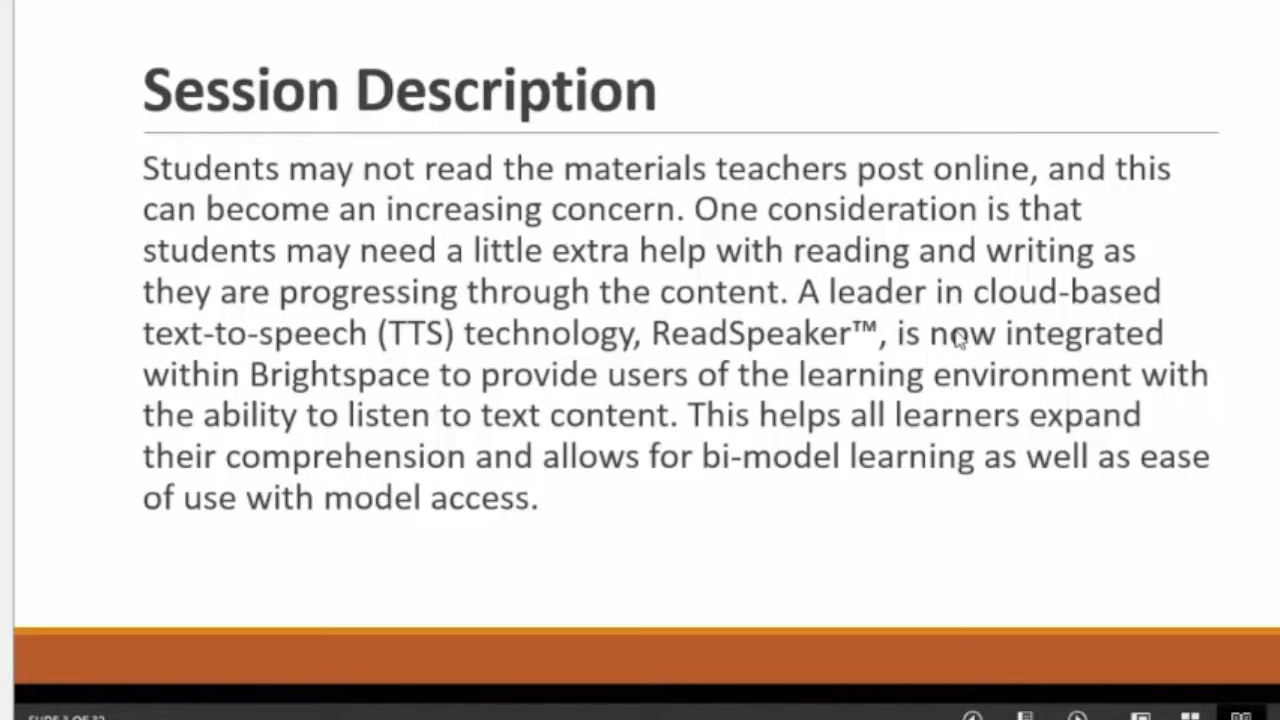 Session Description
Students may not read the materials teachers post online, and this
can become an increasing concern. One consideration is that
students may need a little extra help with reading and writing as
they are progressing through the content. A leader in cloud-based
text-to-speech (TTS) technology, ReadSpeaker™, is now integrated
within Brightspace to provide users of the learning environment with
the ability to listen to text content. This helps all learners expand
their comprehension and allows for bi-model learning as well as ease
of use with model access.